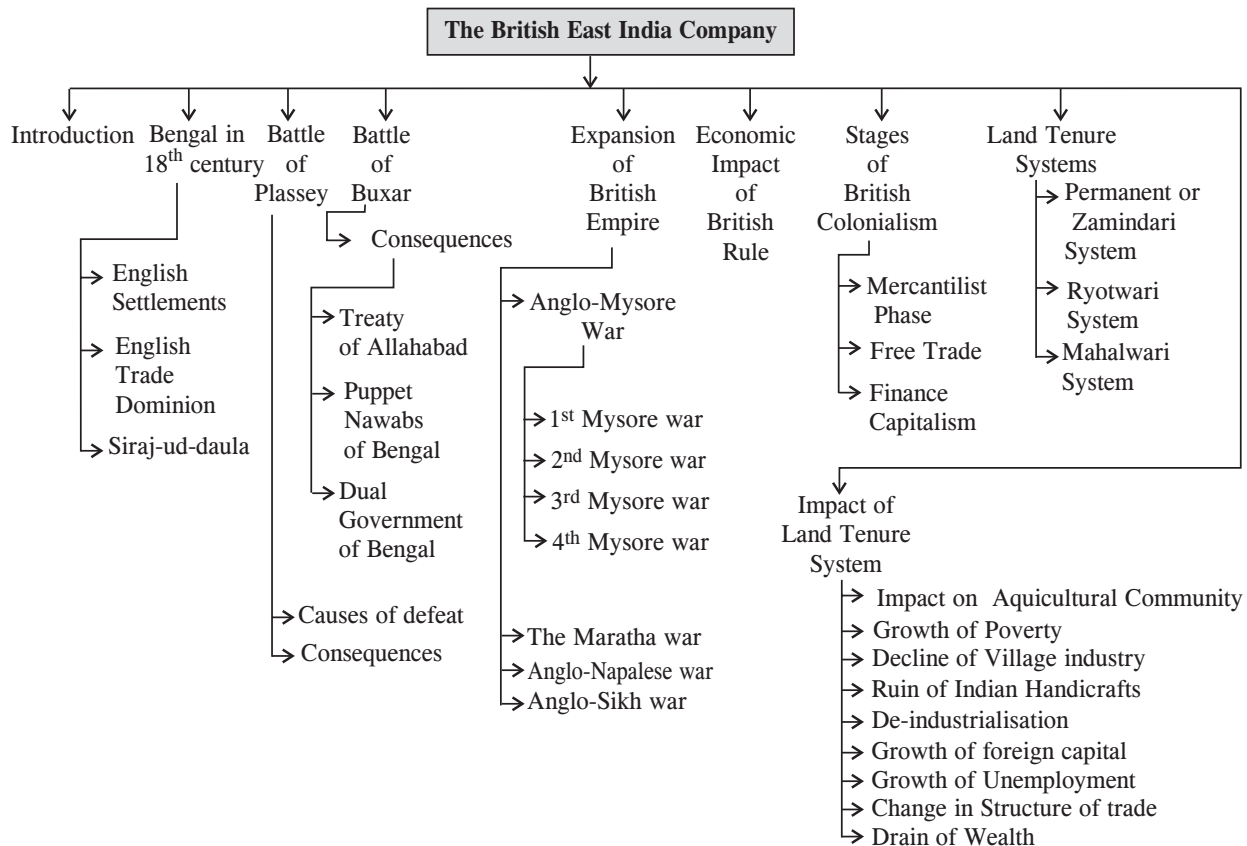 The British East India Company
Introduction
Bengal in
18th century
English
Settlements
English
Trade
Dominion
Siraj-ud-daula
Battle
of
Plassey
Causes of defeat
Consequences
Battle
of
Buxar
Consequences
Treaty
of Allahabad
Puppet
Nawabs
of Bengal
Dual
Government
of Bengal
Expansion
of
British
Empire
Anglo-Mysore
War
1st Mysore war
2nd Mysore war
3rd Mysore war
4th Mysore war
The Maratha war
Anglo-Napalese war
Anglo-Sikh war
Economic
Impact
of
British
Rule
Stages
of
British
Colonialism
Mercantilist
Phase
Free Trade
Finance
Capitalism
Land Tenure
Systems
Permanent or
Zamindari
System
Ryotwari
System
Mahalwari
System
Impact of
Land Tenure
System
Impact on Aquicultural Community
Growth of Poverty
Decline of Village industry
Ruin of Indian Handicrafts
De-industrialisation
Growth of foreign capital
Growth of Unemployment
Change in Structure of trade
Drain of Wealth